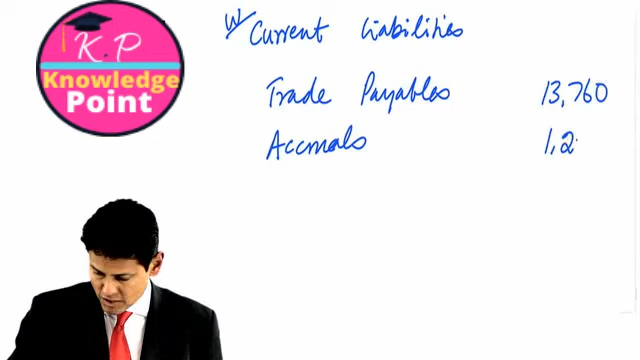 K.P
Knowledge
Point
W Current Liabilities
Trade Payables 13,760
Accruals 1,2